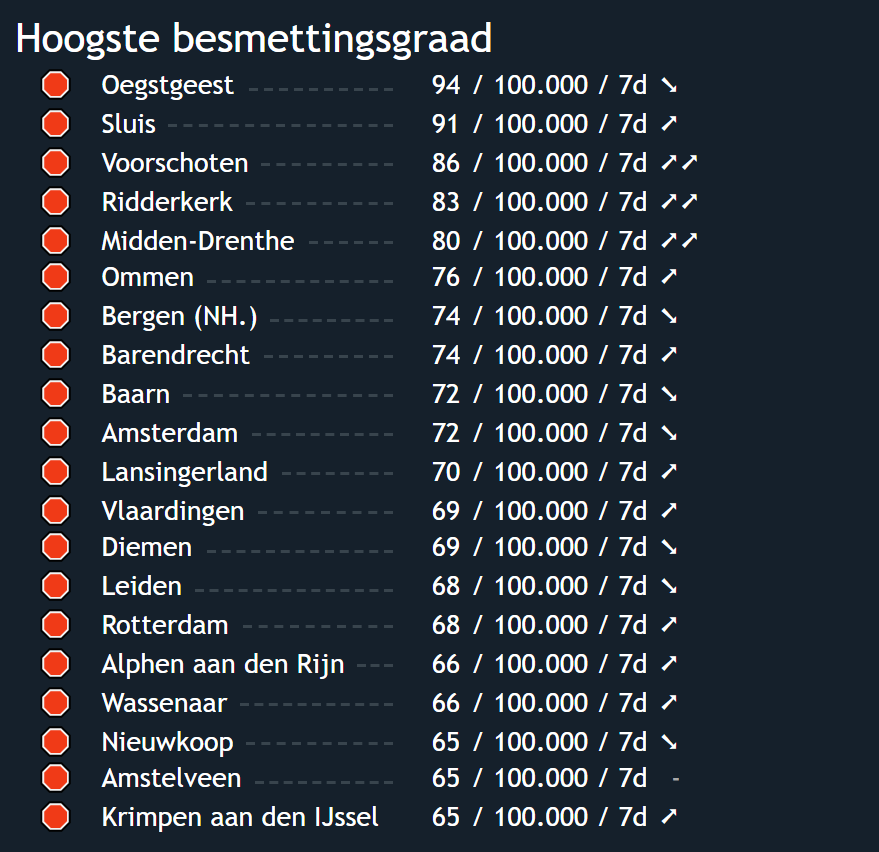 Hoogste besmettingsgraad
Oegstgeest ----------- 94 / 100.000 / 7d ➘
Sluis ----------------- 91 / 100.000 / 7d ➚
Voorschoten ---------- 86 / 100.000 / 7d ➚➚
Ridderkerk ----------- 83 / 100.000 / 7d ➚➚
Midden-Drenthe ------ 80 / 100.000 / 7d ➚➚
Ommen -------------- 76 / 100.000 / 7d ➚
Bergen (NH.) --------- 74 / 100.000 / 7d ➘
Barendrecht ---------- 74 / 100.000 / 7d ➚
Baarn ---------------- 72 / 100.000 / 7d ➘
Amsterdam ----------- 72 / 100.000 / 7d ➘
Lansingerland -------- 70 / 100.000 / 7d ➚
Vlaardingen ---------- 69 / 100.000 / 7d ➚
Diemen -------------- 69 / 100.000 / 7d ➘
Leiden --------------- 68 / 100.000 / 7d ➘
Rotterdam ----------- 68 / 100.000 / 7d ➚
Alphen aan den Rijn --- 66 / 100.000 / 7d ➚
Wassenaar ------------ 66 / 100.000 / 7d ➚
Nieuwkoop ----------- 65 / 100.000 / 7d ➘
Amstelveen ----------- 65 / 100.000 / 7d -
Krimpen aan den IJssel 65 / 100.000 / 7d ➚